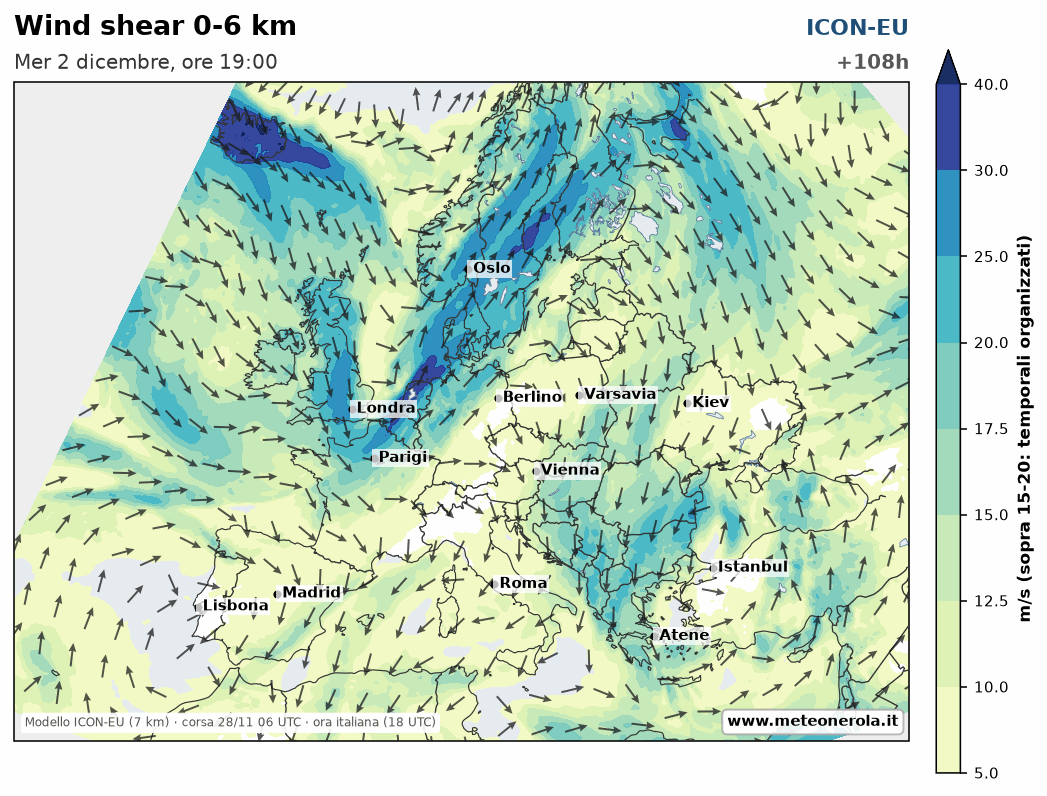 Wind shear 0-6 km
ICON-EU
Mer 2 dicembre, ore 19:00
+108h
40.0
30.0
25.0
20.0
17.5
15.0
12.5
10.0
5.0
m/s (sopra 15-20: temporali organizzati)
Oslo
Londra
Berlino
Varsavia
Kiev
Parigi
Vienna
Istanbul
Roma
Madrid
Lisbona
Atene
Modello ICON-EU (7 km) · corsa 28/11 06 UTC · ora italiana (18 UTC)
www.meteonerola.it